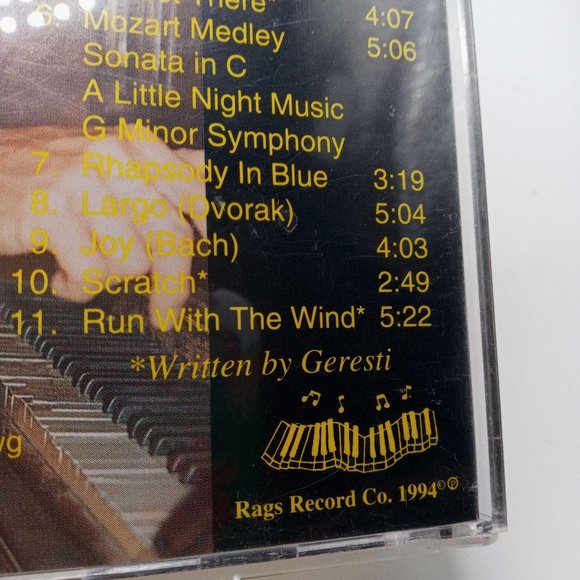 There* 4:07
6. Mozart Medley 5:06
Sonata in C
A Little Night Music
G Minor Symphony
7. Rhapsody In Blue 3:19
8. Largo (Dvorak) 5:04
9. Joy (Bach) 4:03
10. Scratch* 2:49
11. Run With The Wind* 5:22
*Written by Geresti
Rags Record Co. 1994©℗